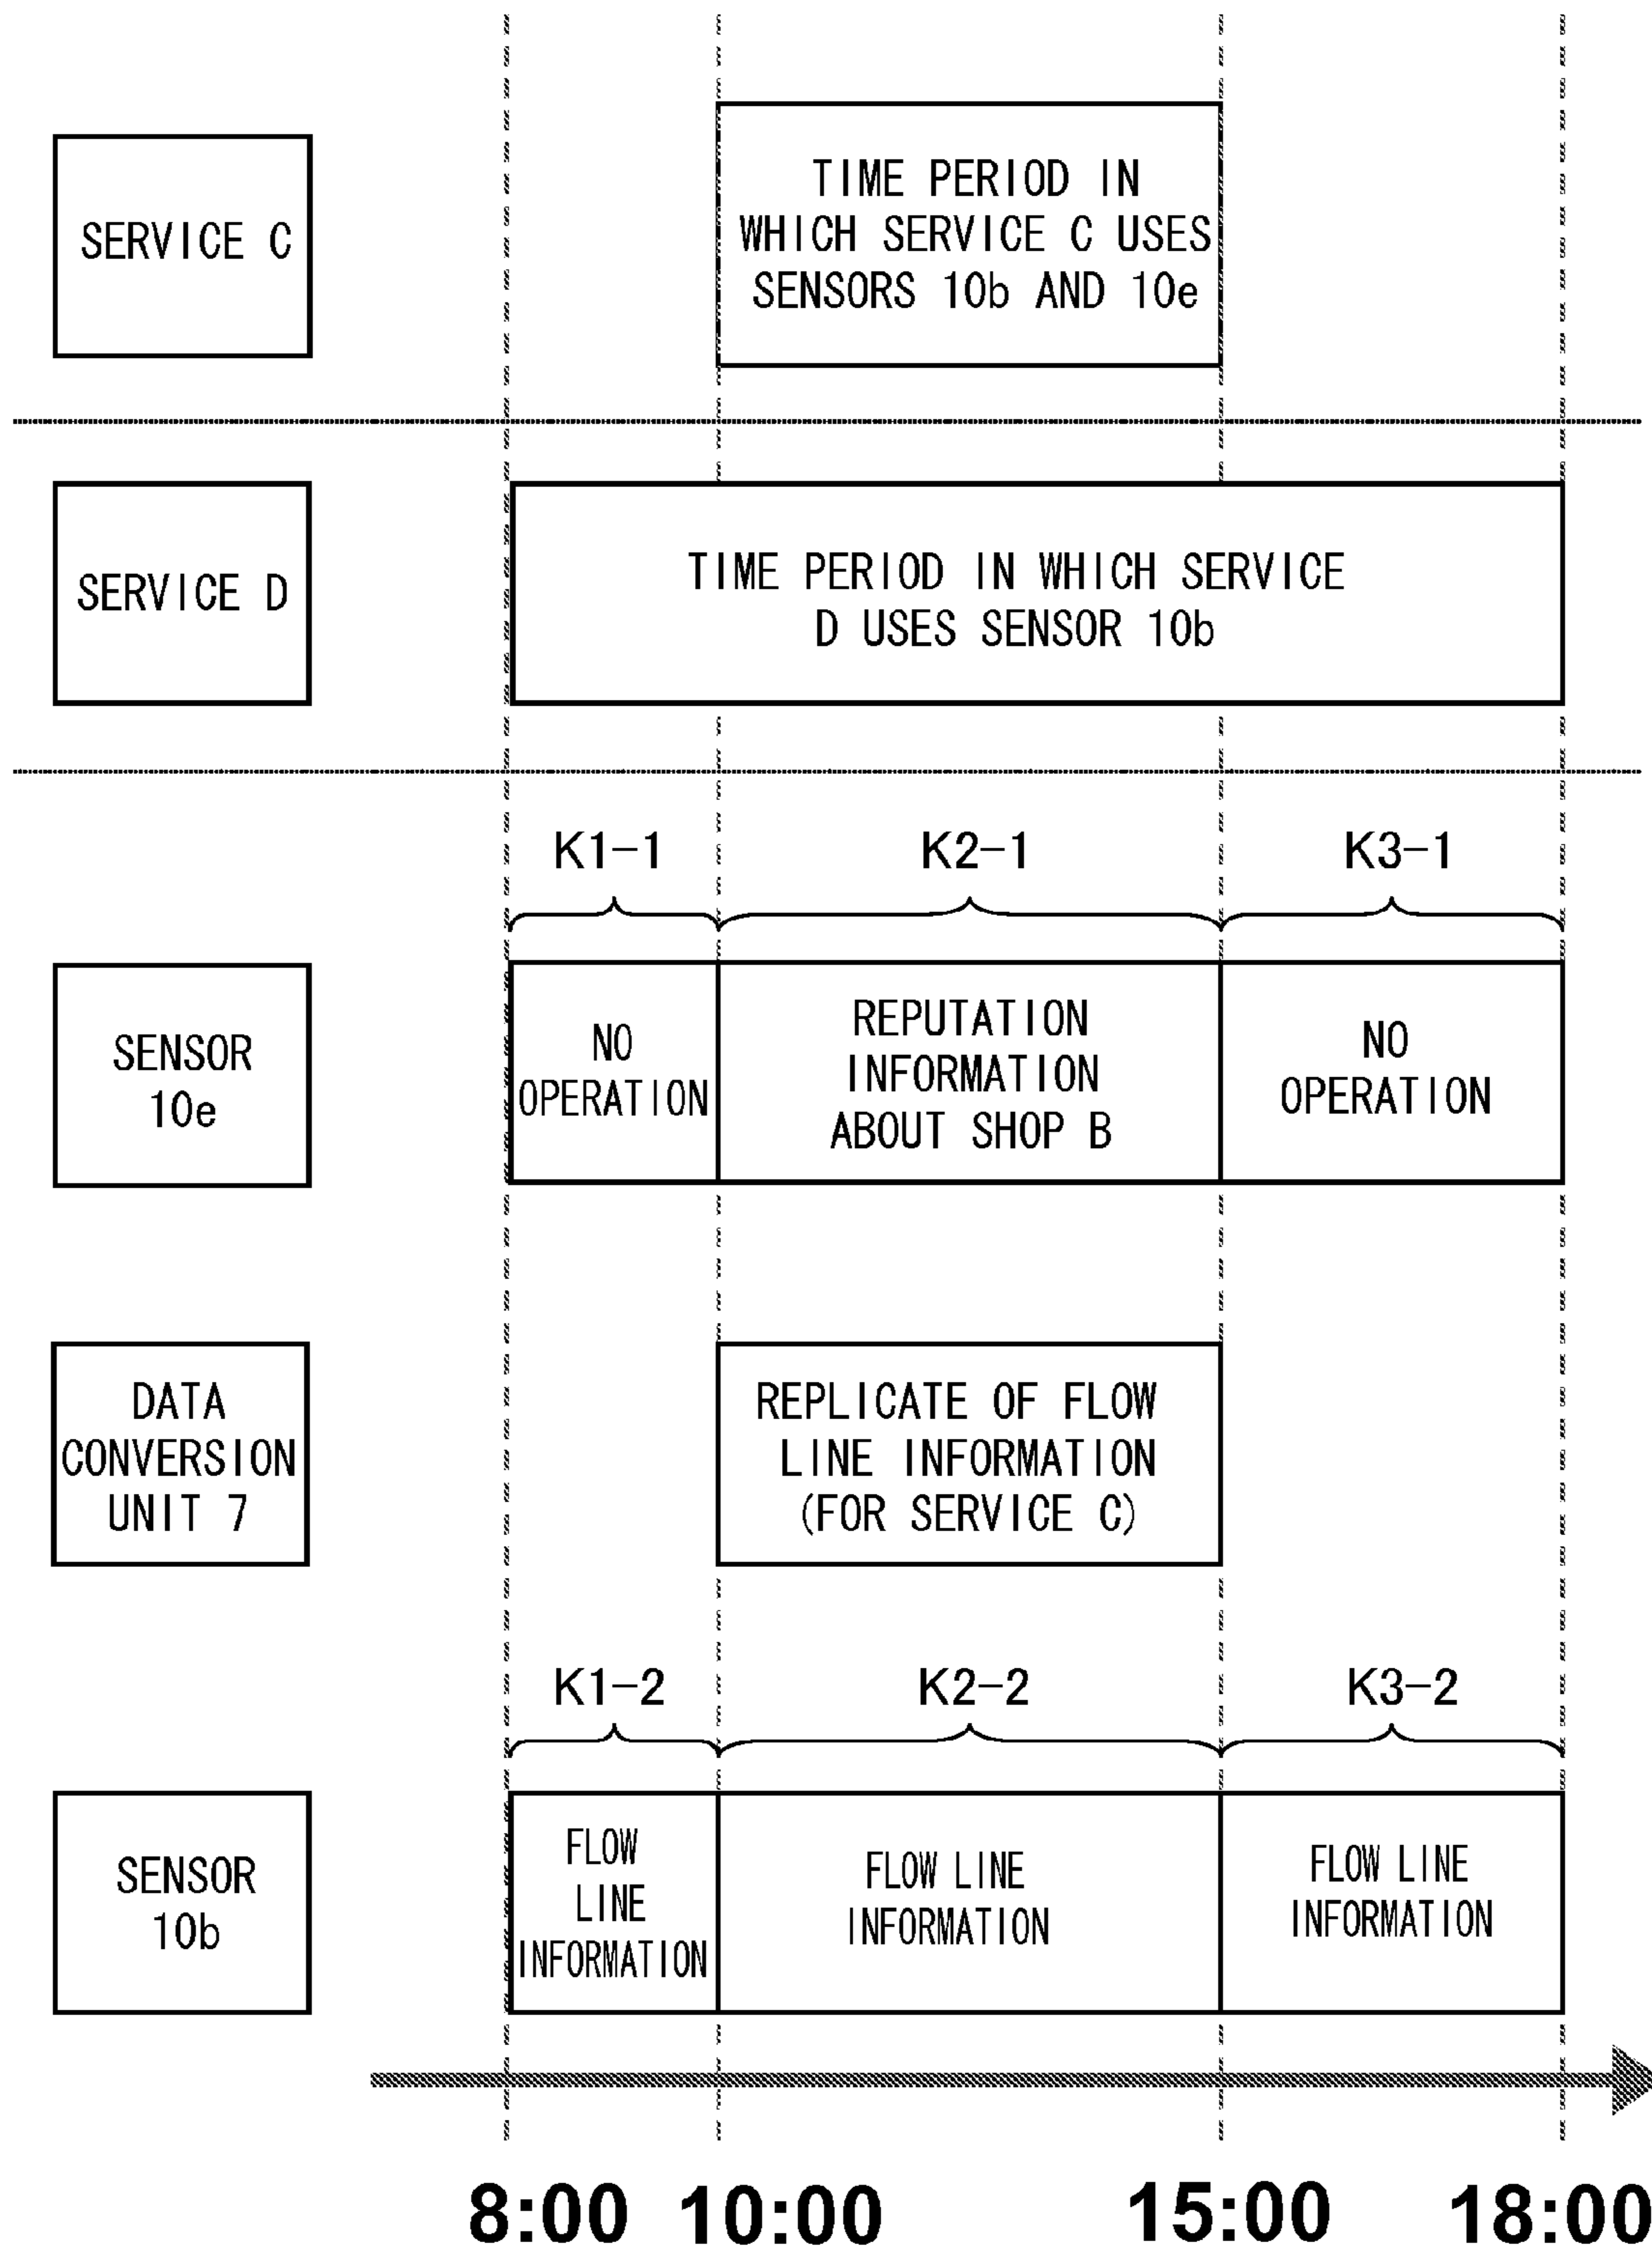 SERVICE C
TIME PERIOD IN
WHICH SERVICE C USES
SENSORS 10b AND 10e
SERVICE D
TIME PERIOD IN WHICH SERVICE
D USES SENSOR 10b
K1-1
K2-1
K3-1
SENSOR
10e
NO
OPERATION
REPUTATION
INFORMATION
ABOUT SHOP B
NO
OPERATION
DATA
CONVERSION
UNIT 7
REPLICATE OF FLOW
LINE INFORMATION
(FOR SERVICE C)
K1-2
K2-2
K3-2
SENSOR
10b
FLOW
LINE
INFORMATION
FLOW LINE
INFORMATION
FLOW LINE
INFORMATION
8:00 10:00 15:00 18:00